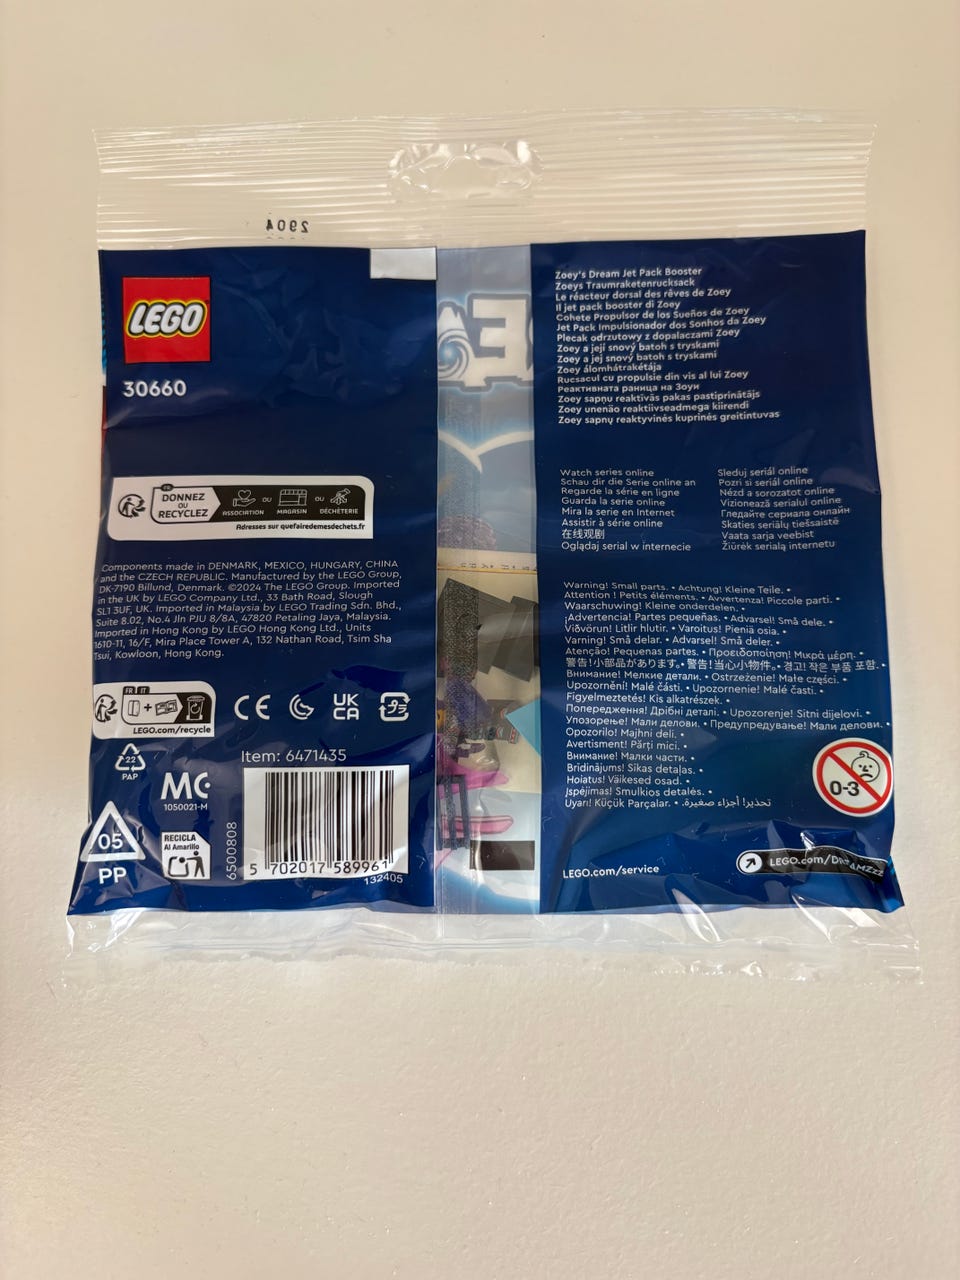 LEGO
30660
FR
DONNEZ
OU
RECYCLEZ
ASSOCIATION
OU
MAGASIN
OU
DÉCHÈTERIE
Adresses sur quefairedemesdechets.fr
Components made in DENMARK, MEXICO, HUNGARY, CHINA
and the CZECH REPUBLIC. Manufactured by the LEGO Group,
DK-7190 Billund, Denmark. ©2024 The LEGO Group. Imported
in the UK by LEGO Company Ltd., 33 Bath Road, Slough
SL1 3UF, UK. Imported in Malaysia by LEGO Trading Sdn. Bhd.,
Suite 8.02, No.4 Jln PJU 8/8A, 47820 Petaling Jaya, Malaysia.
Imported in Hong Kong by LEGO Hong Kong Ltd., Units
1610-11, 16/F, Mira Place Tower A, 132 Nathan Road, Tsim Sha
Tsui, Kowloon, Hong Kong.
FR IT
LEGO.com/recycle
CE
UK
CA
22
PAP
MC
1050021-M
05
PP
RECICLA
Al Amarillo
6500808
Item: 6471435
5 702017 589961
132405
2904
Zoey's Dream Jet Pack Booster
Zoeys Traumraketenrucksack
Le réacteur dorsal des rêves de Zoey
Il jet pack booster di Zoey
Cohete Propulsor de los Sueños de Zoey
Jet Pack Impulsionador dos Sonhos da Zoey
Plecak odrzutowy z dopalaczami Zoey
Zoey a její snový batoh s tryskami
Zoey a jej snový batoh s tryskami
Zoey álomhátrakétája
Rucsacul cu propulsie din vis al lui Zoey
Реактивната раница на Зоуи
Zoey sapņu reaktīvās pakas pastiprinātājs
Zoey unenäo reaktiivseadmega kiirendi
Zoey sapnų reaktyvinės kuprinės greitintuvas
Watch series online
Schau dir die Serie online an
Regarde la série en ligne
Guarda la serie online
Mira la serie en Internet
Assistir à série online
在线观剧
Oglądaj serial w internecie
Sleduj seriál online
Pozri si seriál online
Nézd a sorozatot online
Vizionează serialul online
Гледайте сериала онлайн
Skaties seriālu tiešsaistē
Vaata sarja veebist
Žiūrėk serialą internetu
Warning! Small parts. • Achtung! Kleine Teile. •
Attention ! Petits éléments. • Avvertenza! Piccole parti. •
Waarschuwing! Kleine onderdelen. •
¡Advertencia! Partes pequeñas. • Advarsel! Små dele. •
Viðvörun! Litlir hlutir. • Varoitus! Pieniä osia. •
Varning! Små delar. • Advarsel! Små deler. •
Atenção! Pequenas partes. • Προειδοποίηση! Μικρά μέρη. •
警告!小部品があります。• 警告!当心小物件。• 경고! 작은 부품 포함. •
Внимание! Мелкие детали. • Ostrzeżenie! Małe części. •
Upozornění! Malé části. • Upozornenie! Malé časti. •
Figyelmeztetés! Kis alkatrészek. •
Попередження! Дрібні деталі. • Upozorenje! Sitni dijelovi. •
Упозорење! Мали делови. • Предупредување! Мали делови. •
Opozorilo! Majhni deli. •
Avertisment! Părți mici. •
Внимание! Малки части. •
Brīdinājums! Sīkas detaļas. •
Hoiatus! Väikesed osad. •
Įspėjimas! Smulkios detalės. •
Uyarı! Küçük Parçalar. • تحذير! أجزاء صغيرة.
0-3
LEGO.com/service
LEGO.com/DREAMZzz